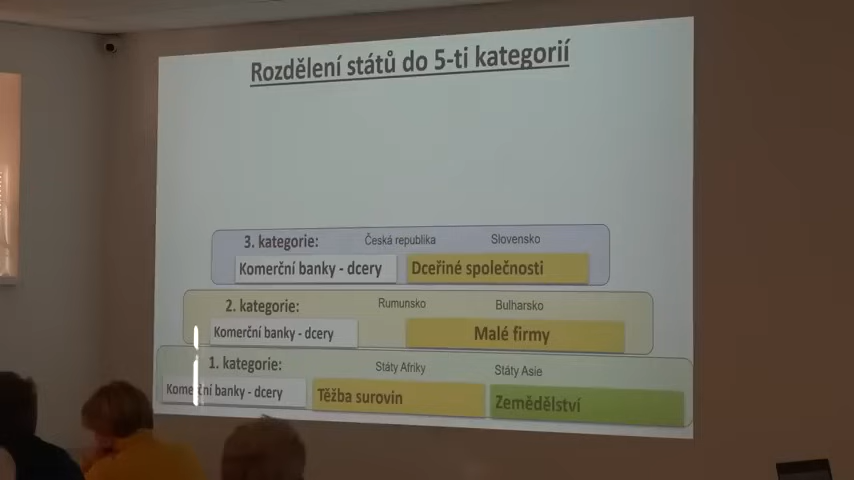 Rozdělení států do 5-ti kategorií
3. kategorie: Česká republika Slovensko
Komerční banky - dcery Dceřiné společnosti
2. kategorie: Rumunsko Bulharsko
Komerční banky - dcery Malé firmy
1. kategorie: Státy Afriky Státy Asie
Komerční banky - dcery Těžba surovin Zemědělství